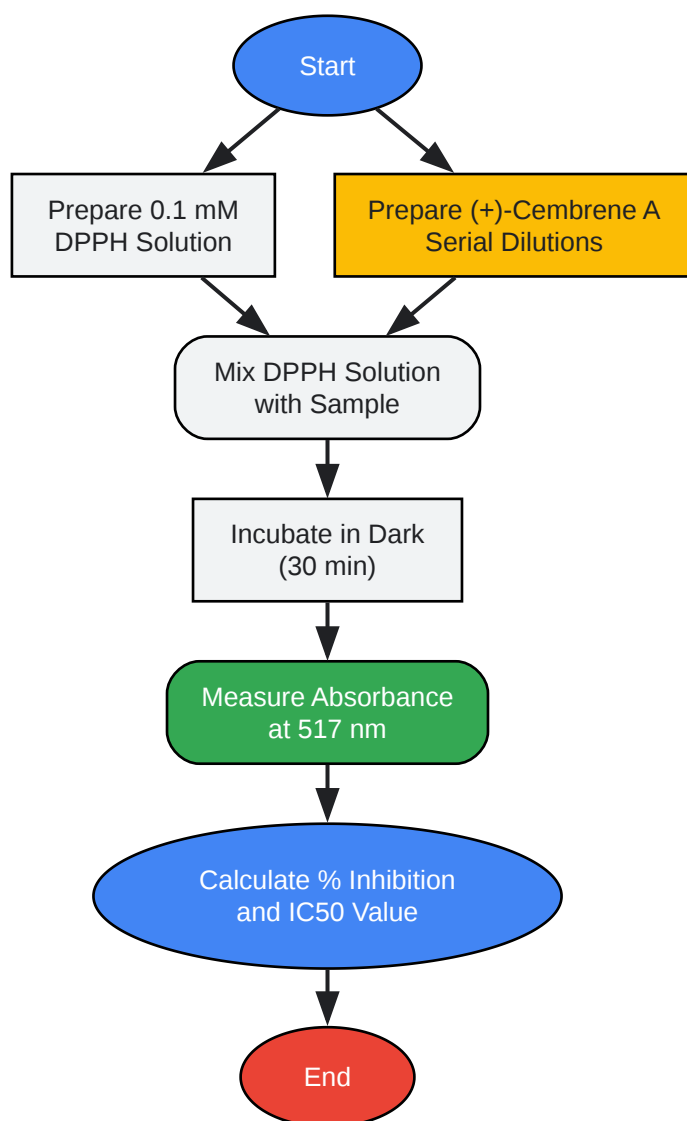 Start
Prepare 0.1 mM
DPPH Solution
Prepare (+)-Cembrene A
Serial Dilutions
Mix DPPH Solution
with Sample
Incubate in Dark
(30 min)
Measure Absorbance
at 517 nm
Calculate % Inhibition
and IC50 Value
End